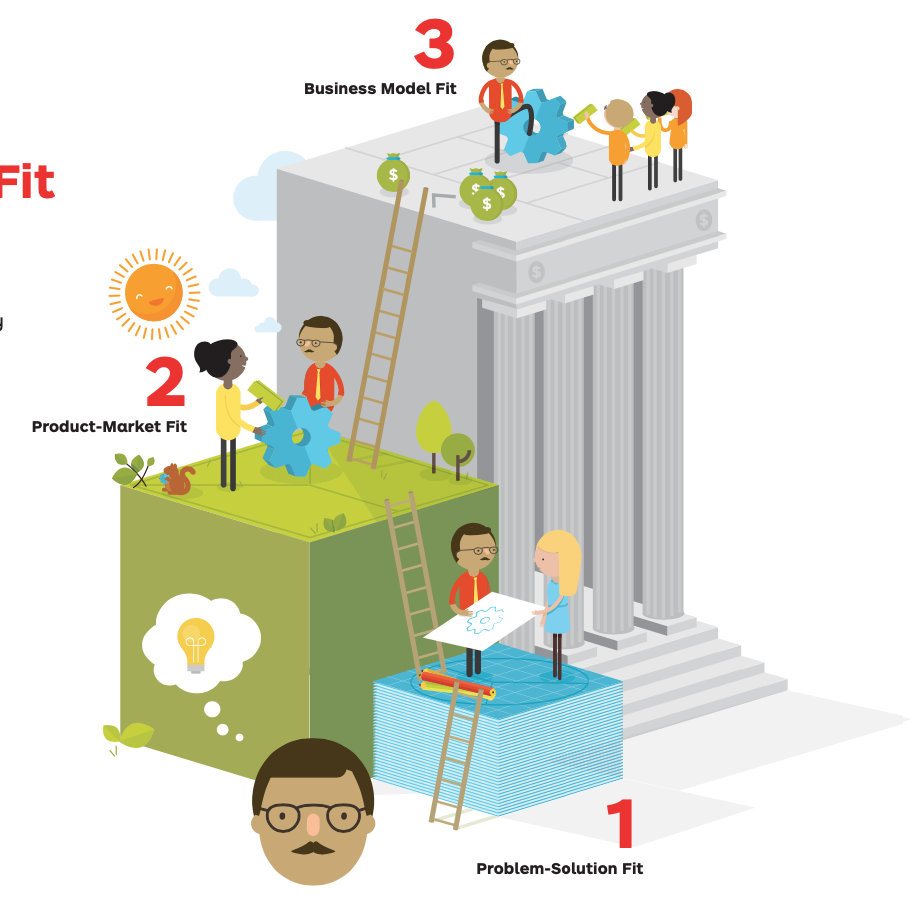 3
Business Model Fit
Fit
y
2
Product-Market Fit
$
$
$
$
$
$
1
Problem-Solution Fit